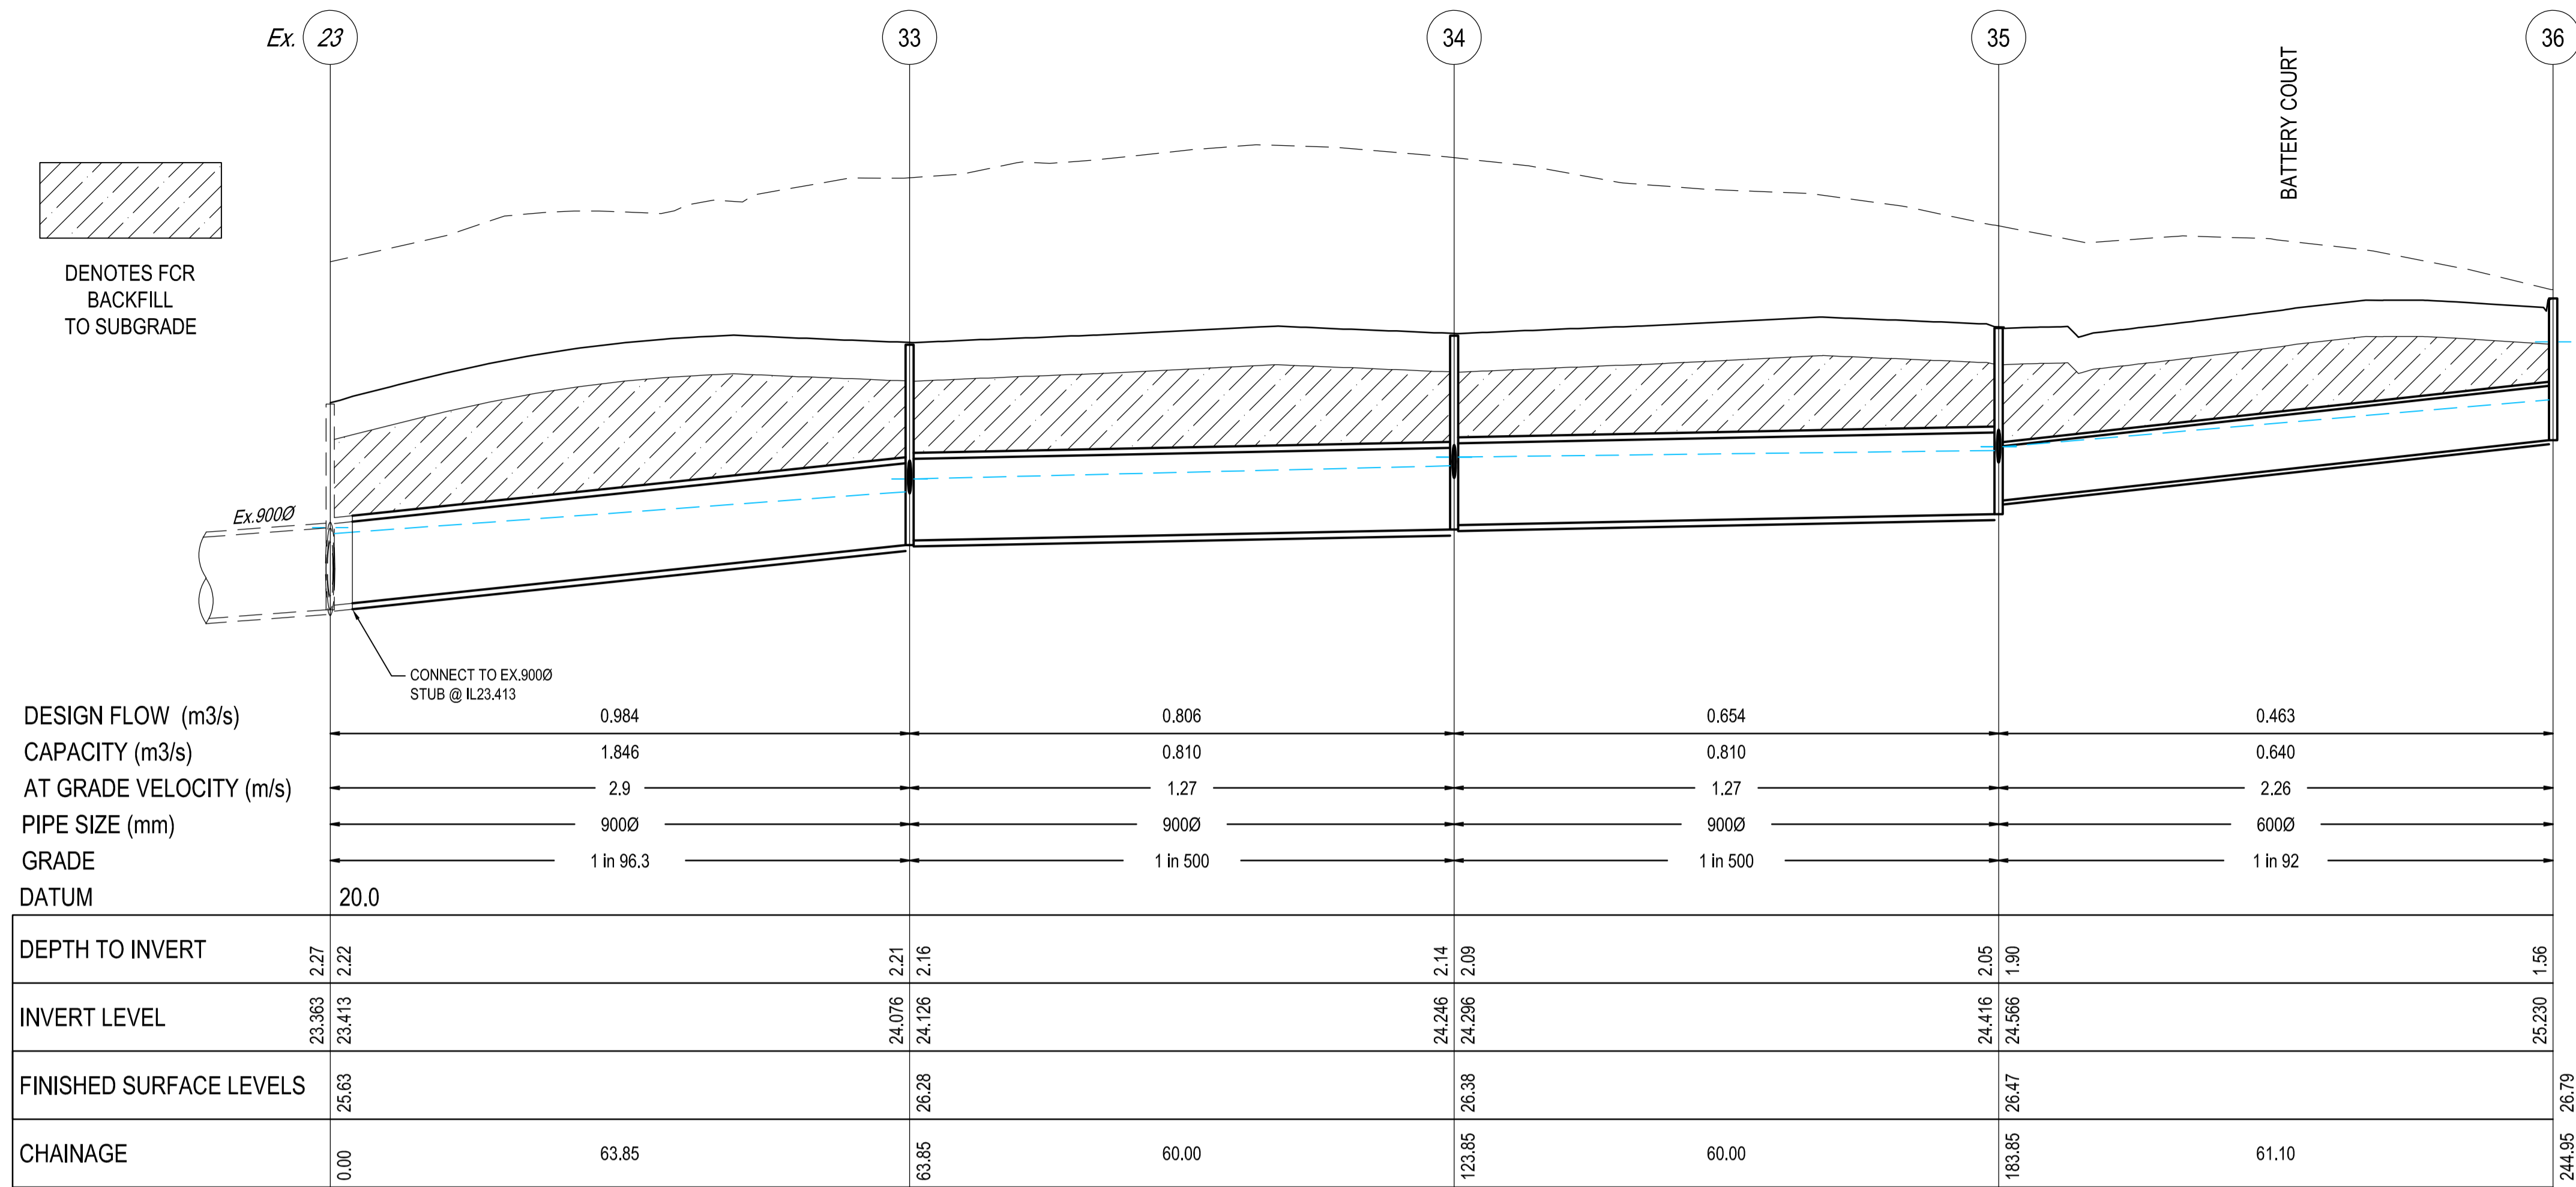 Ex. 23 33 34 35 36
BATTERY COURT
DENOTES FCR
BACKFILL
TO SUBGRADE
Ex.900Ø
CONNECT TO EX.900Ø
STUB @ IL23.413
DESIGN FLOW (m3/s) 0.984 0.806 0.654 0.463
CAPACITY (m3/s) 1.846 0.810 0.810 0.640
AT GRADE VELOCITY (m/s) 2.9 1.27 1.27 2.26
PIPE SIZE (mm) 900Ø 900Ø 900Ø 600Ø
GRADE 1 in 96.3 1 in 500 1 in 500 1 in 92
DATUM 20.0
DEPTH TO INVERT 2.27 2.22 2.21 2.16 2.14 2.09 2.05 1.90 1.56
INVERT LEVEL 23.363 23.413 24.076 24.126 24.246 24.296 24.416 24.566 25.230
FINISHED SURFACE LEVELS 25.63 26.28 26.38 26.47 26.79
CHAINAGE 0.00 63.85 63.85 60.00 123.85 60.00 183.85 61.10 244.95